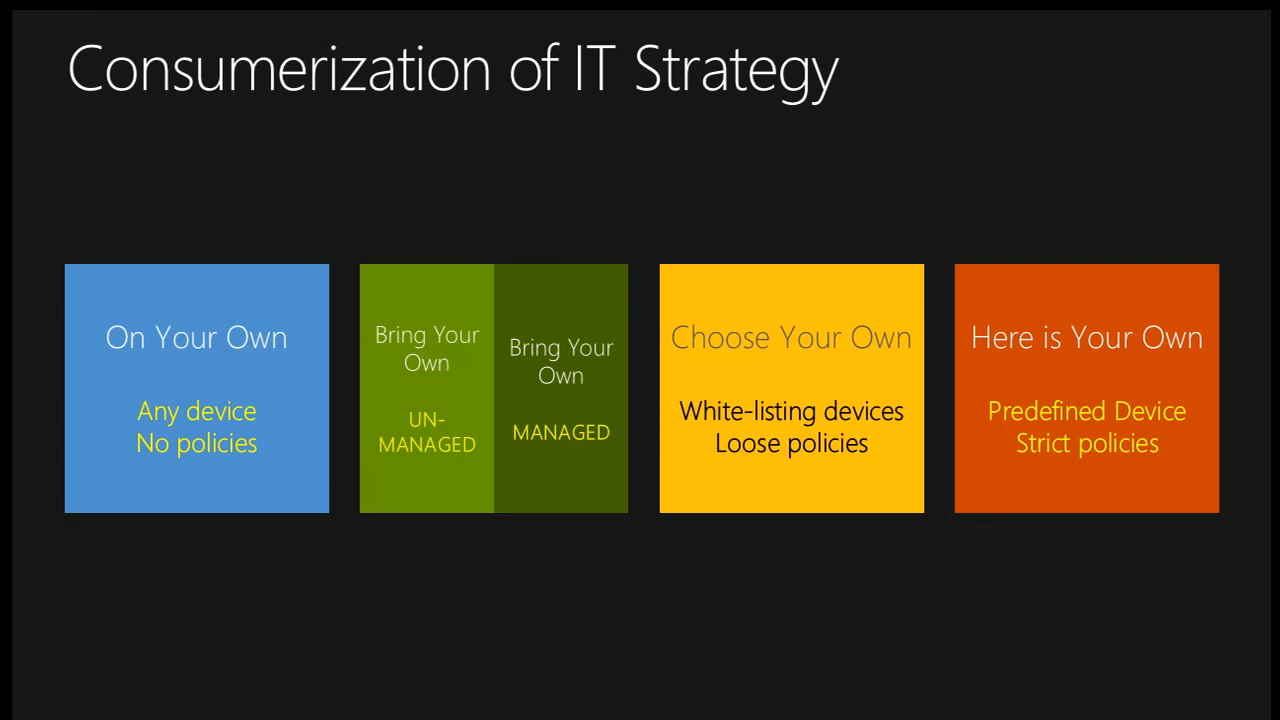 Consumerization of IT Strategy
On Your Own
Any device
No policies
Bring Your
Own
UN-
MANAGED
Bring Your
Own
MANAGED
Choose Your Own
White-listing devices
Loose policies
Here is Your Own
Predefined Device
Strict policies